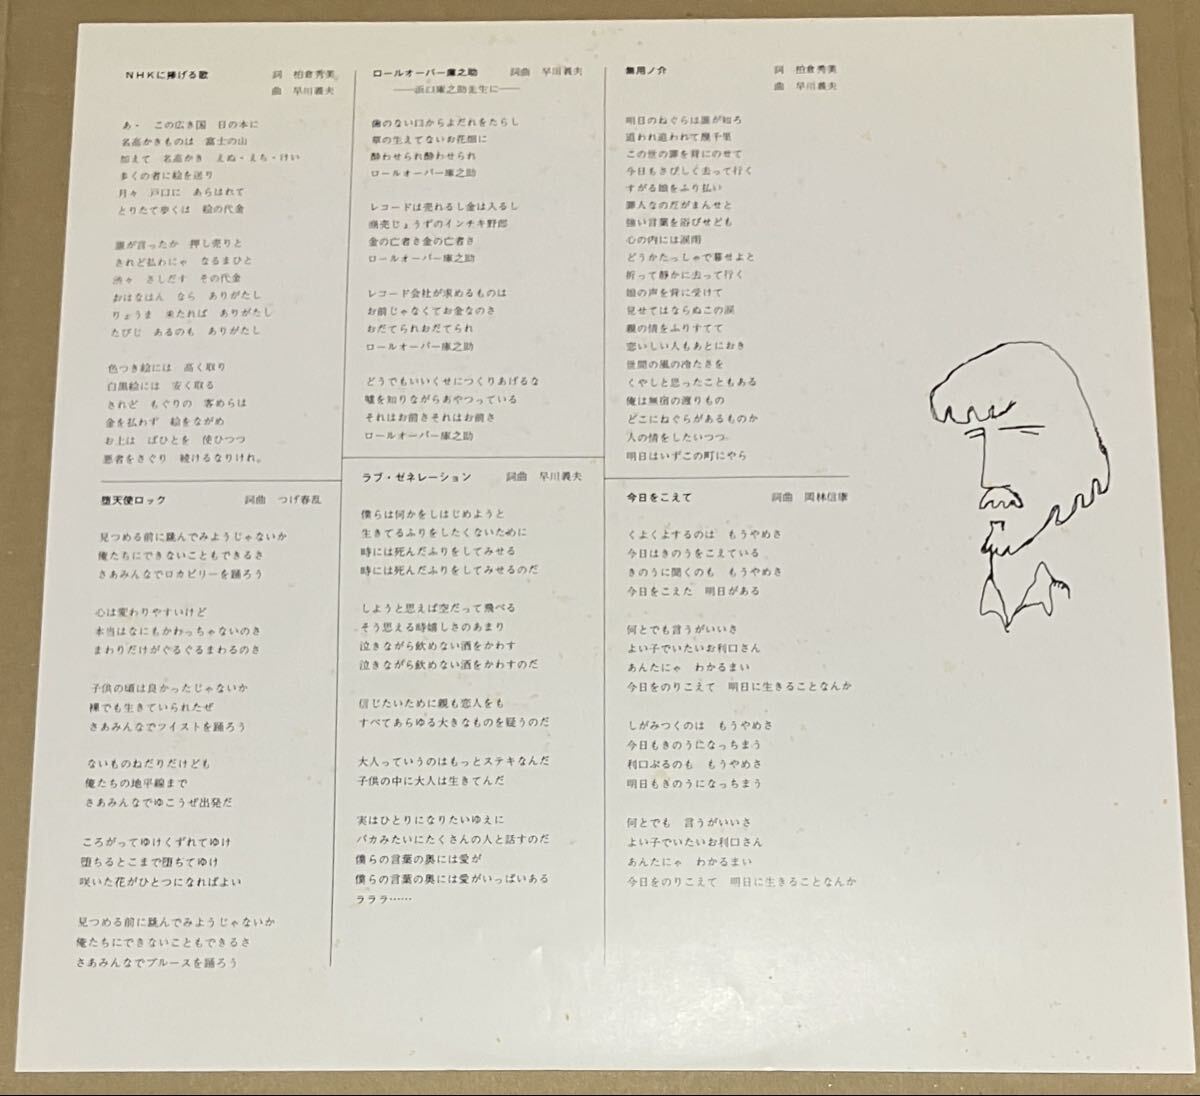 NHKに捧げる歌
詞 柏倉秀美
曲 早川義夫
あゝ この広き国 日の本に
名高かきものは 富士の山
加えて 名高かき えぬ・えち・けい
多くの者に絵を送り
月々 戸口に あらはれて
とりたて歩くは 絵の代金
誰が言ったか 押し売りと
されど払わにゃ なるまひと
渋々 さしだす その代金
おはなはん なら ありがたし
りょうま 来たれば ありがたし
たびじ あるのも ありがたし
色つき絵には 高く取り
白黒絵には 安く取る
されど もぐりの 客めらは
金を払わず 絵をながめ
お上は ばひとを 使ひつつ
悪者をさぐり 続けるなりけれ。
堕天使ロック 詞曲 つげ春乱
見つめる前に跳んでみようじゃないか
俺たちにできないこともできるさ
さあみんなでロカビリーを踊ろう
心は変わりやすいけど
本当はなにもかわっちゃないのさ
まわりだけがぐるぐるまわるのさ
子供の頃は良かったじゃないか
裸でも生きていられたぜ
さあみんなでツイストを踊ろう
ないものねだりだけども
俺たちの地平線まで
さあみんなでゆこうぜ出発だ
ころがってゆけくずれてゆけ
堕ちるとこまで堕ちてゆけ
咲いた花がひとつになればよい
見つめる前に跳んでみようじゃないか
俺たちにできないこともできるさ
さあみんなでブルースを踊ろう
ロールオーバー庫之助 詞曲 早川義夫
――浜口庫之助先生に――
歯のない口からよだれをたらし
草の生えてないお花畑に
酔わせられ酔わせられ
ロールオーバー庫之助
レコードは売れるし金は入るし
商売じょうずのインチキ野郎
金の亡者さ金の亡者さ
ロールオーバー庫之助
レコード会社が求めるものは
お前じゃなくてお金なのさ
おだてられおだてられ
ロールオーバー庫之助
どうでもいいくせにつくりあげるな
嘘を知りながらあやつっている
それはお前さそれはお前さ
ロールオーバー庫之助
ラブ・ゼネレーション 詞曲 早川義夫
僕らは何かをしはじめようと
生きてるふりをしたくないために
時には死んだふりをしてみせる
時には死んだふりをしてみせるのだ
しようと思えば空だって飛べる
そう思える時嬉しさのあまり
泣きながら飲めない酒をかわす
泣きながら飲めない酒をかわすのだ
信じたいために親も恋人をも
すべてあらゆる大きなものを疑うのだ
大人っていうのはもっとステキなんだ
子供の中に大人は生きてんだ
実はひとりになりたいゆえに
バカみたいにたくさんの人と話すのだ
僕らの言葉の奥には愛が
僕らの言葉の奥には愛がいっぱいある
ラララ……
無用ノ介
詞 柏倉秀美
曲 早川義夫
明日のねぐらは誰が知ろ
追われ追われて幾千里
この世の罪を背にのせて
今日もさびしく去って行く
すがる娘をふり払い
罪人なのだがまんせと
強い言葉を浴びせども
心の内には涙雨
どうかたっしゃで暮せよと
祈って静かに去って行く
娘の声を背に受けて
見せてはならぬこの涙
親の情をふりすてて
恋いしい人もあとにおき
世間の風の冷たさを
くやしと思ったこともある
俺は無宿の渡りもの
どこにねぐらがあるものか
人の情をしたいつつ
明日はいずこの町にやら
今日をこえて 詞曲 岡林信康
くよくよするのは もうやめさ
今日はきのうをこえている
きのうに聞くのも もうやめさ
今日をこえた 明日がある
何とでも言うがいいさ
よい子でいたいお利口さん
あんたにゃ わかるまい
今日をのりこえて 明日に生きることなんか
しがみつくのは もうやめさ
今日もきのうになっちまう
利口ぶるのも もうやめさ
明日もきのうになっちまう
何とでも 言うがいいさ
よい子でいたいお利口さん
あんたにゃ わかるまい
今日をのりこえて 明日に生きることなんか